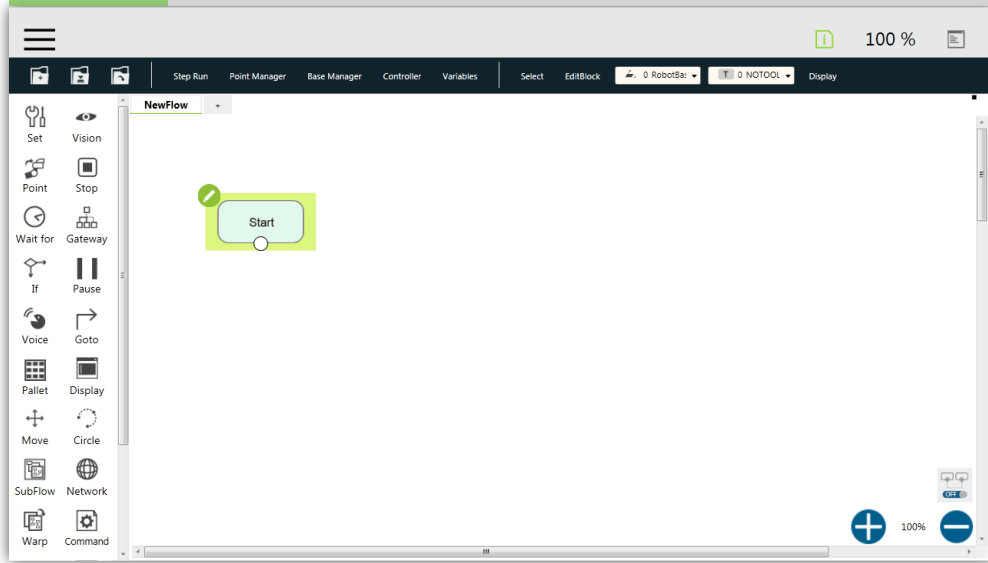 100 %
Step Run Point Manager Base Manager Controller Variables Select EditBlock 0 RobotBa: T 0 NOTOOL Display
NewFlow +
Set Vision
Point Stop
Wait for Gateway
If Pause
Voice Goto
Pallet Display
Move Circle
SubFlow Network
Warp Command
Start
OFF
100%